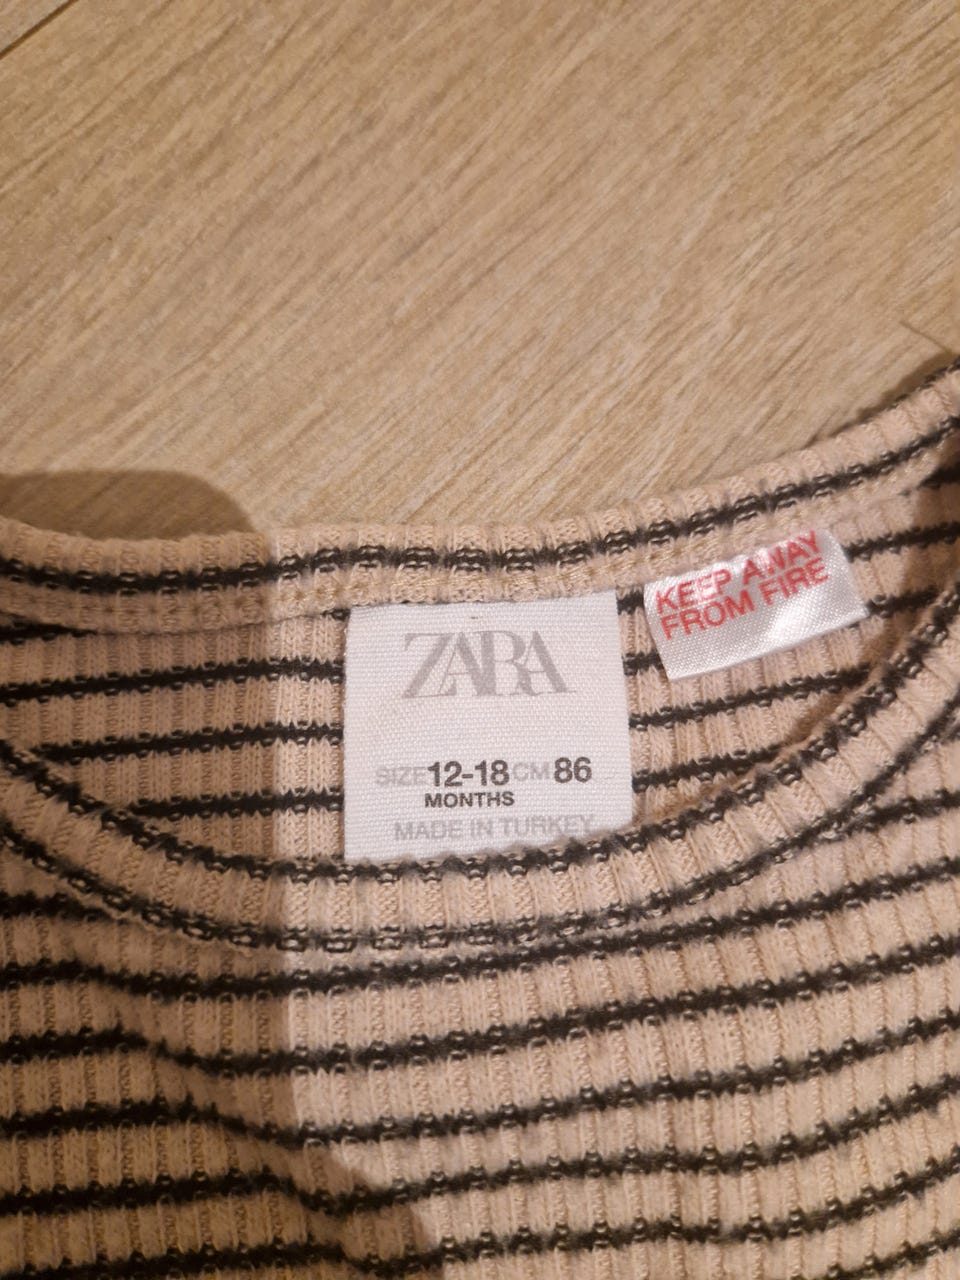 ZARA
SIZE 12-18 CM 86
MONTHS
MADE IN TURKEY
KEEP AWAY
FROM FIRE